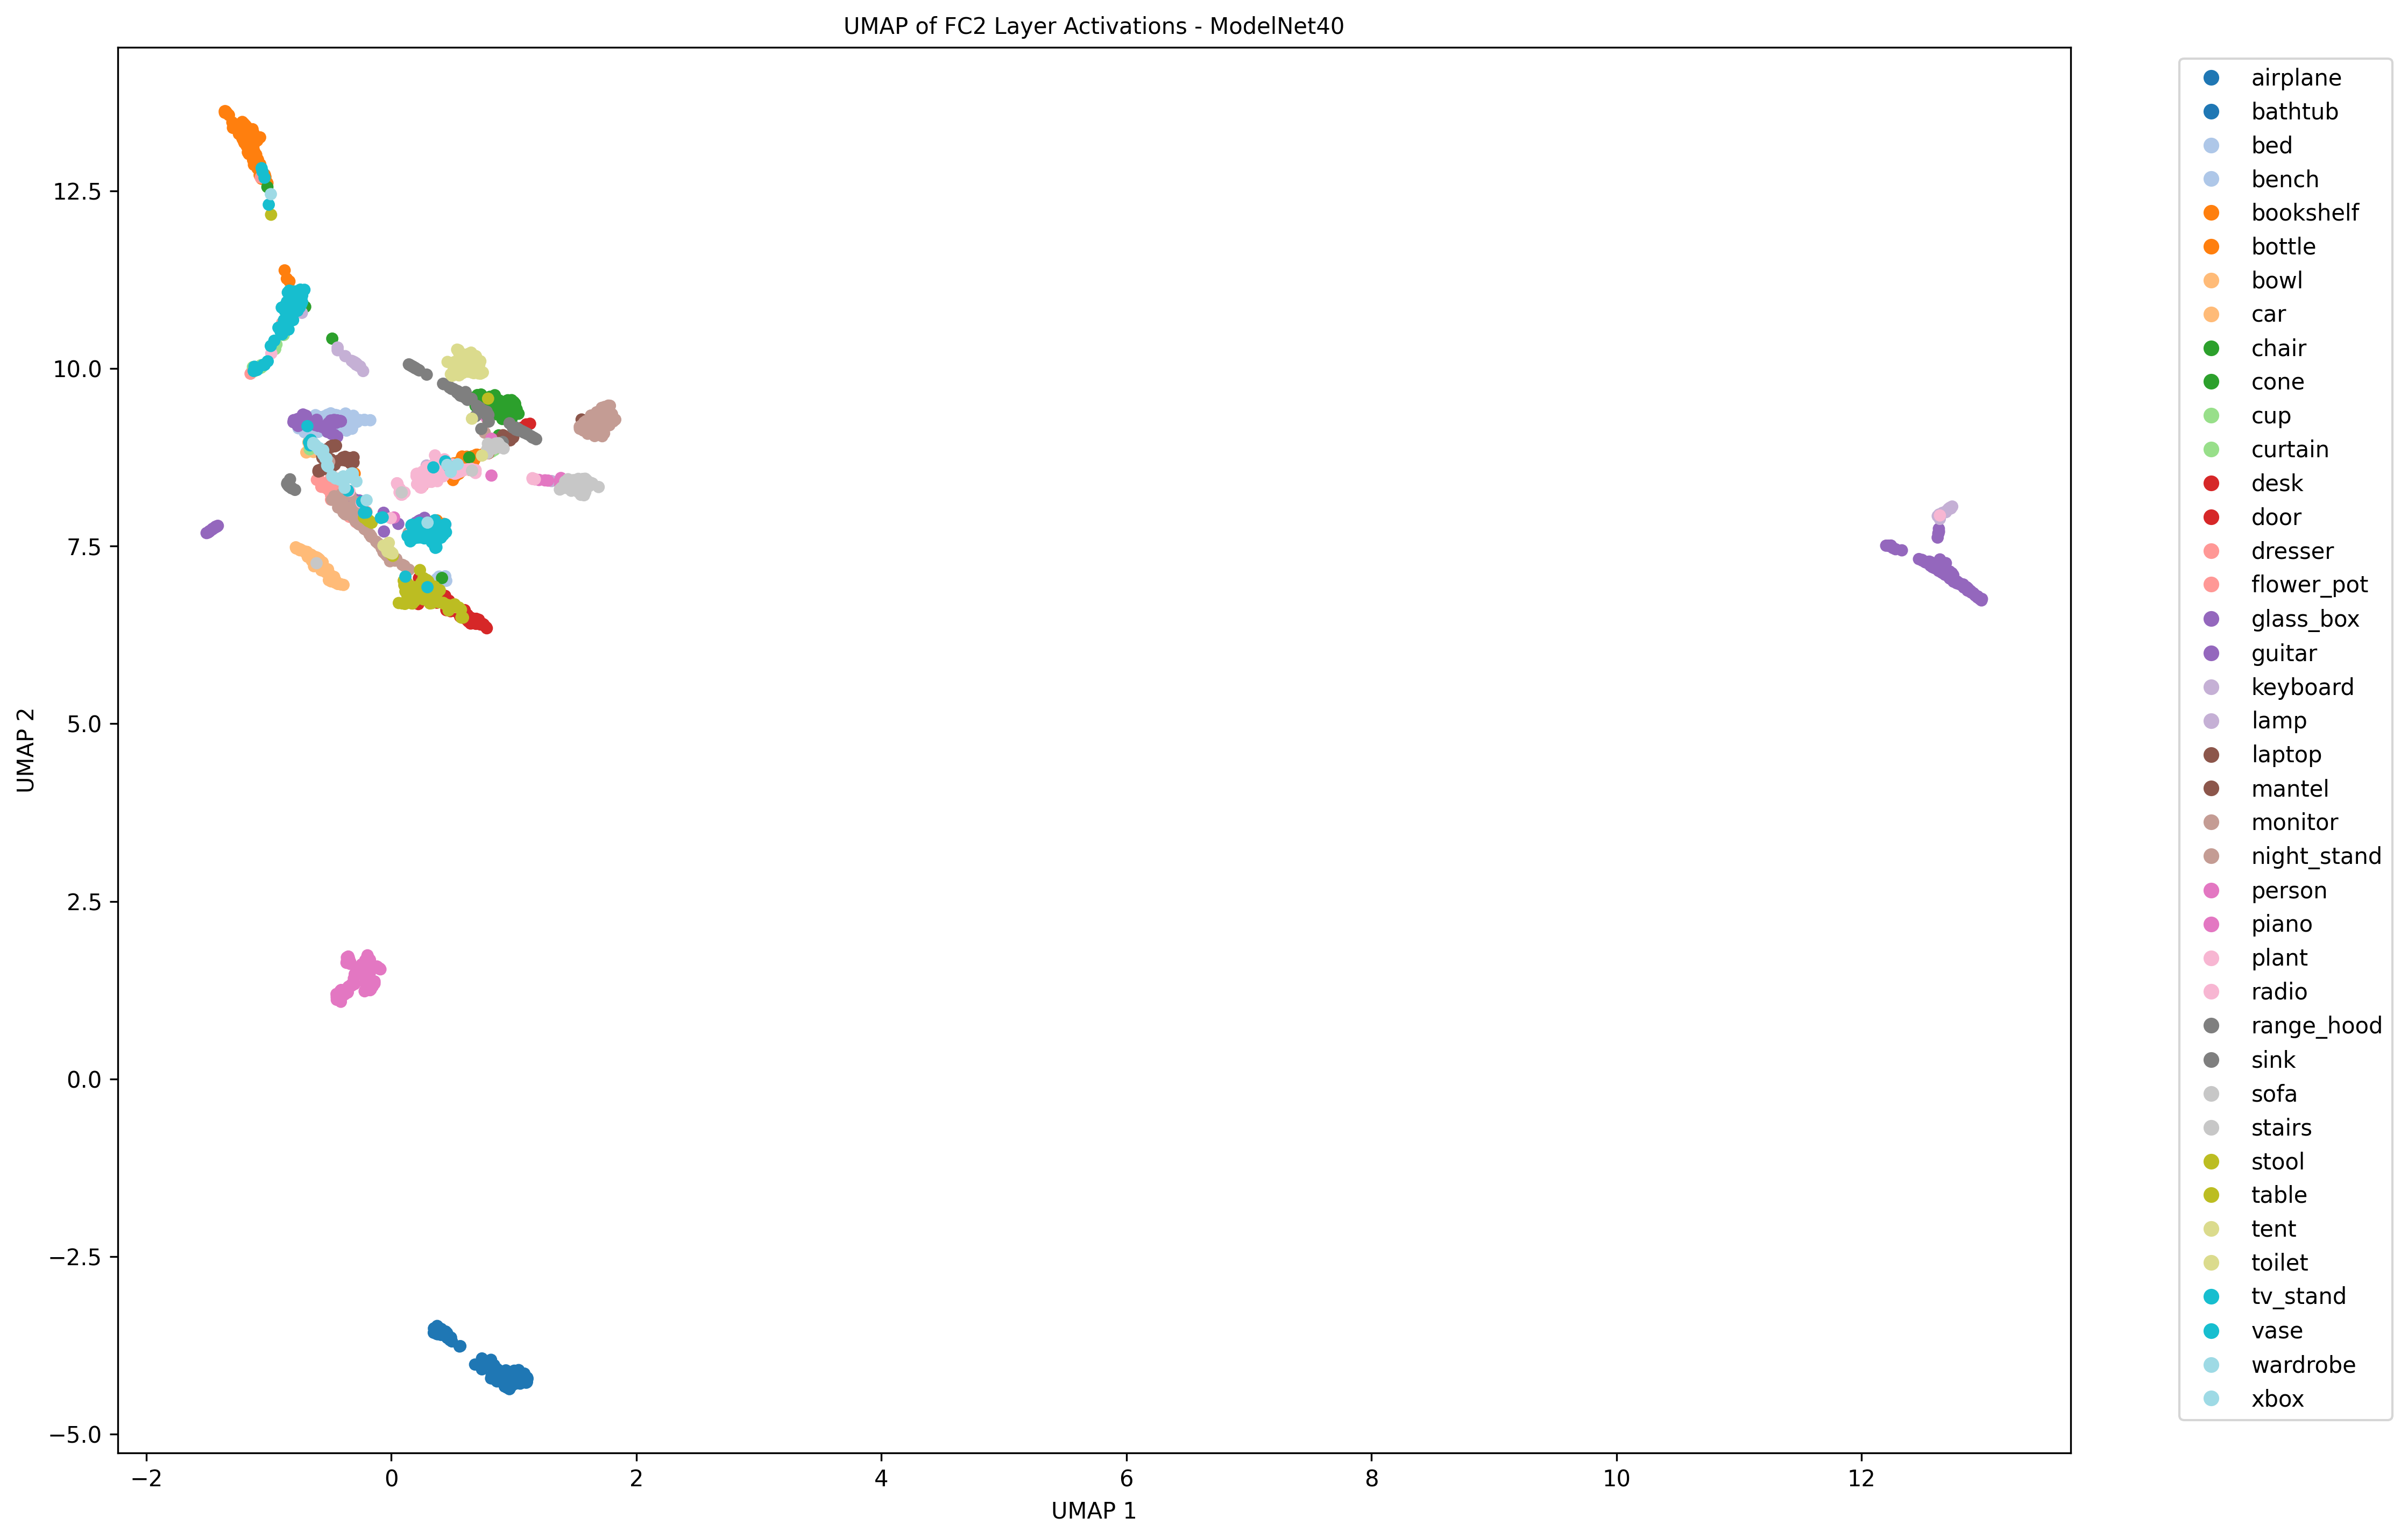 UMAP of FC2 Layer Activations - ModelNet40
UMAP 2
12.5
10.0
7.5
5.0
2.5
0.0
−2.5
−5.0
−2
0
2
4
6
8
10
12
UMAP 1
airplane
bathtub
bed
bench
bookshelf
bottle
bowl
car
chair
cone
cup
curtain
desk
door
dresser
flower_pot
glass_box
guitar
keyboard
lamp
laptop
mantel
monitor
night_stand
person
piano
plant
radio
range_hood
sink
sofa
stairs
stool
table
tent
toilet
tv_stand
vase
wardrobe
xbox